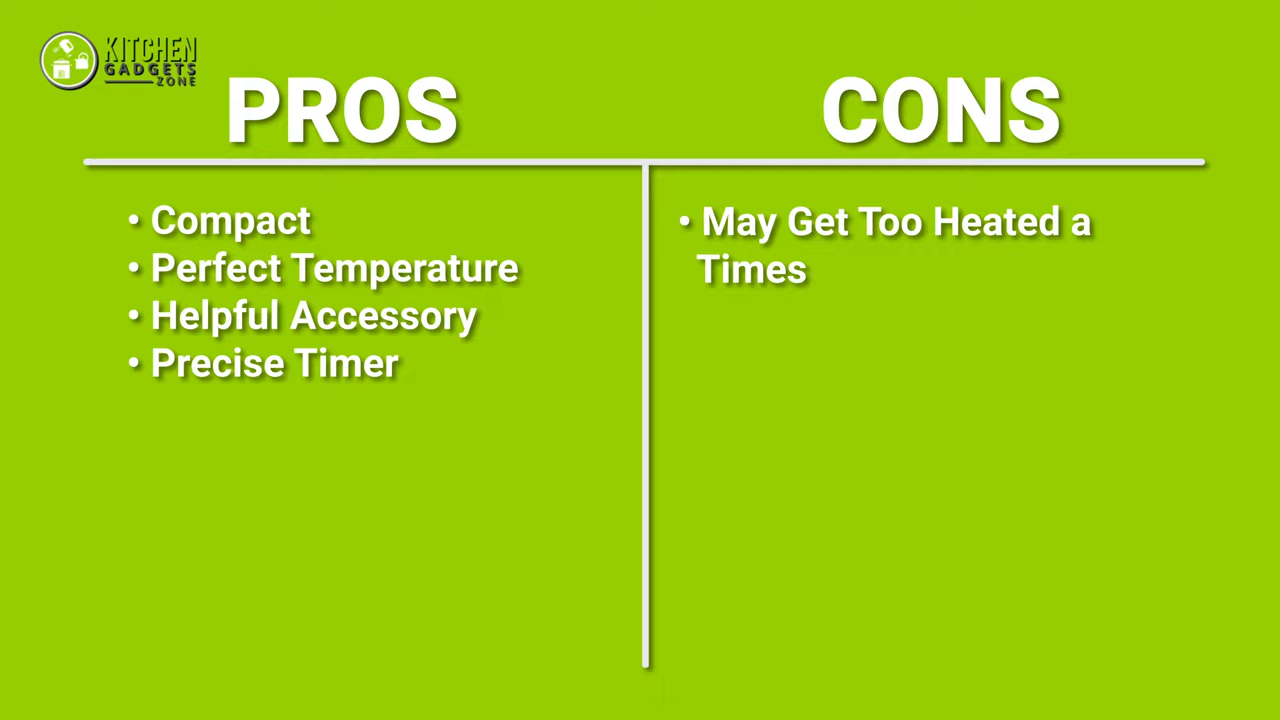 KITCHEN
GADGETS
ZONE
PROS
CONS
• Compact
• Perfect Temperature
• Helpful Accessory
• Precise Timer
• May Get Too Heated a
Times